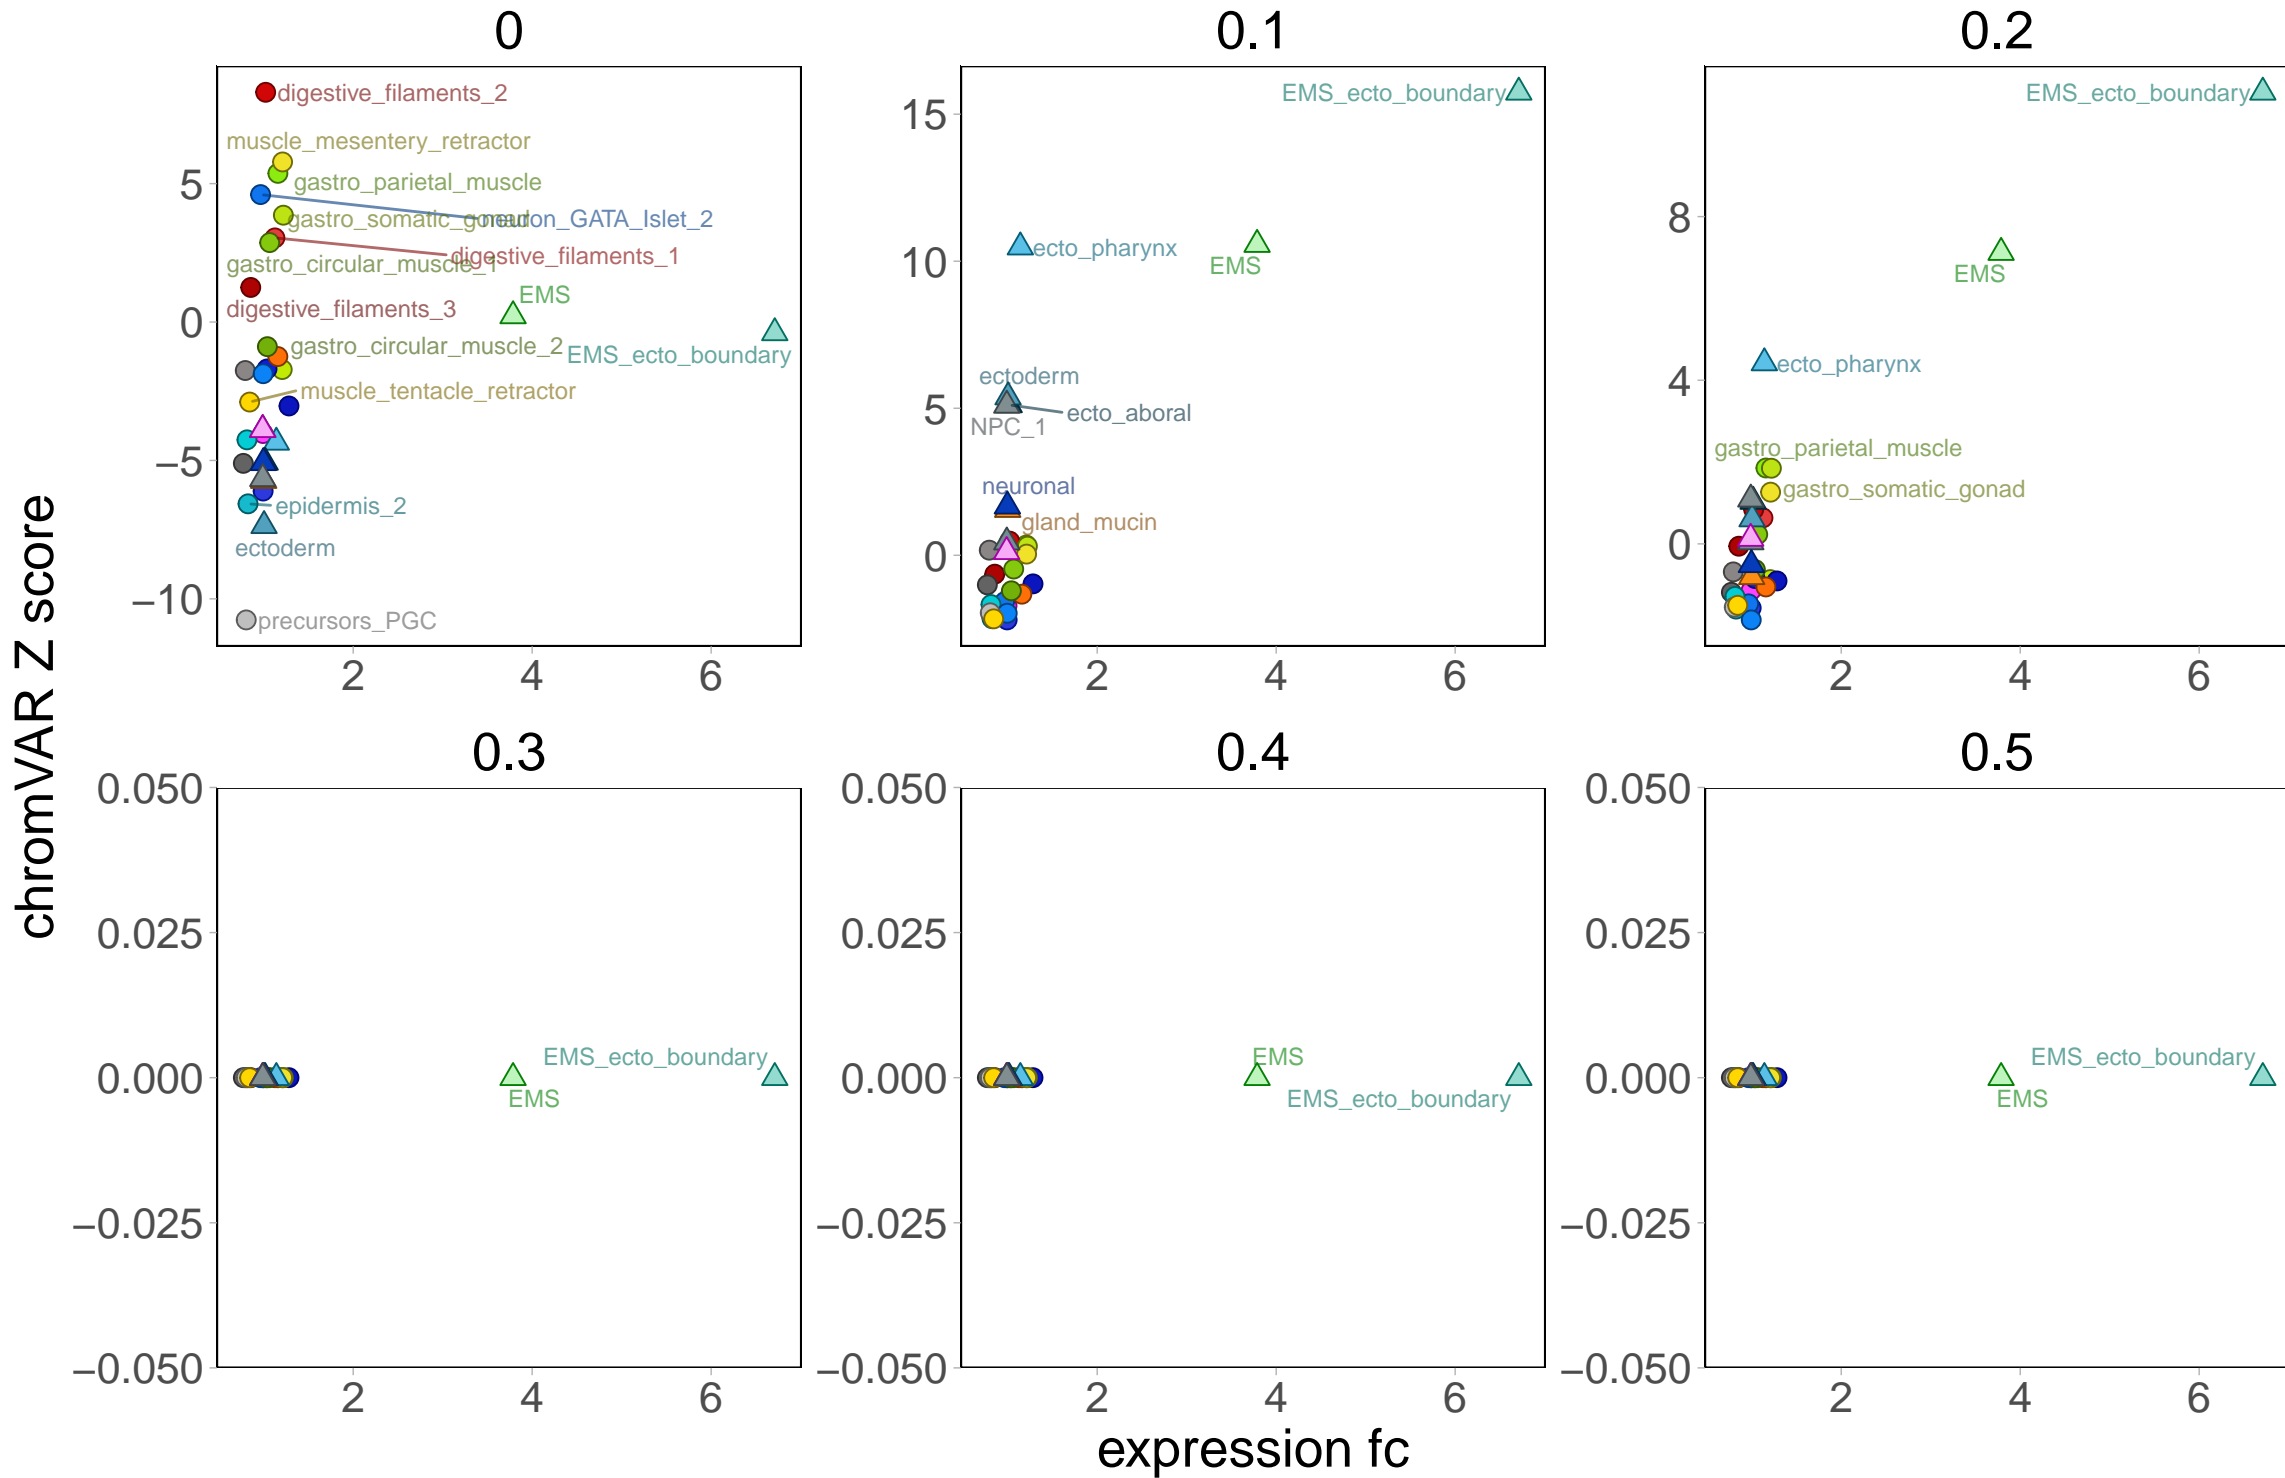 0
0.1
0.2
digestive_filaments_2
muscle_mesentery_retractor
gastro_parietal_muscle
gastro_somatic_gonad
neuron_GATA_Islet_2
digestive_filaments_1
gastro_circular_muscle_1
digestive_filaments_3
EMS
gastro_circular_muscle_2
EMS_ecto_boundary
muscle_tentacle_retractor
epidermis_2
ectoderm
precursors_PGC
5
0
−5
−10
2 4 6
EMS_ecto_boundary
ecto_pharynx
EMS
ectoderm
ecto_aboral
NPC_1
neuronal
gland_mucin
15
10
5
0
2 4 6
EMS_ecto_boundary
EMS
ecto_pharynx
gastro_parietal_muscle
gastro_somatic_gonad
8
4
0
2 4 6
chromVAR Z score
0.3
0.4
0.5
0.050
0.025
0.000
−0.025
−0.050
EMS_ecto_boundary
EMS
2 4 6
0.050
0.025
0.000
−0.025
−0.050
EMS
EMS_ecto_boundary
2 4 6
0.050
0.025
0.000
−0.025
−0.050
EMS_ecto_boundary
EMS
2 4 6
expression fc